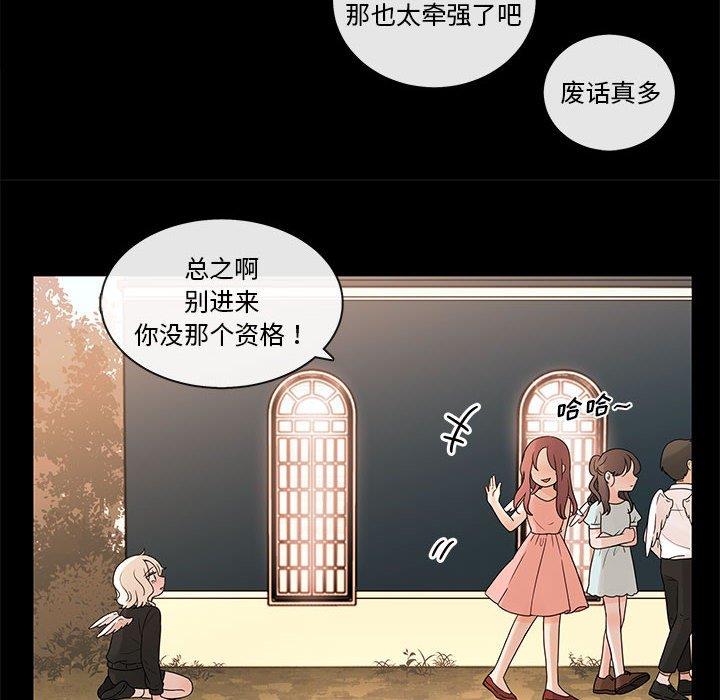 那也太牵强了吧
废话真多
总之啊
别进来
你没那个资格！
哈哈~